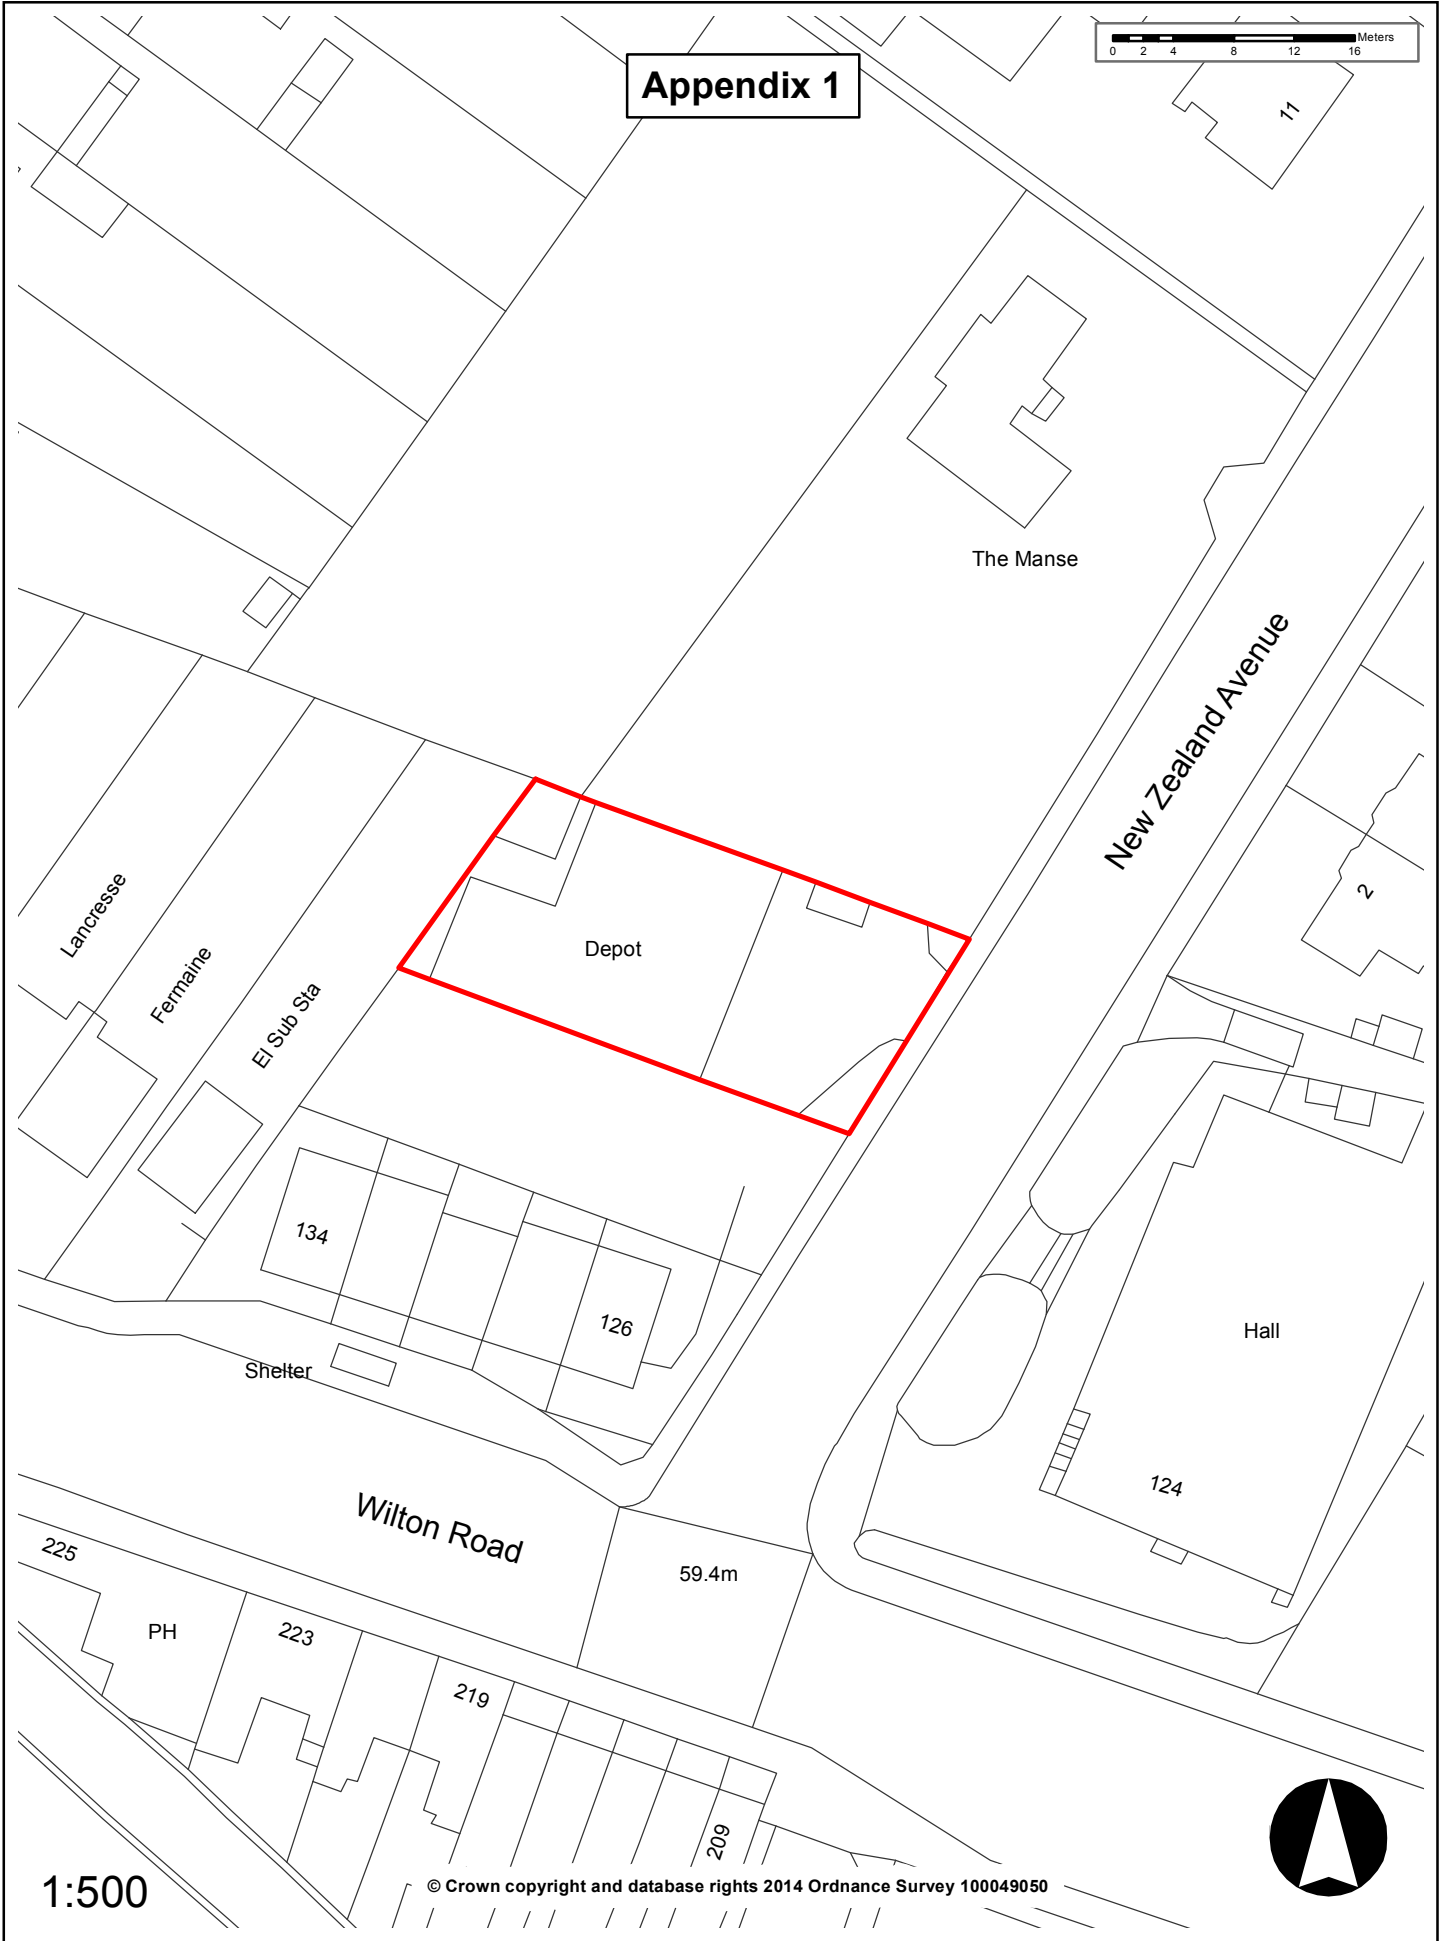 Appendix 1
Meters
0 2 4 8 12 16
11
The Manse
New Zealand Avenue
2
Lancresse
Fermaine
El Sub Sta
Depot
134
126
Hall
Shelter
124
Wilton Road
59.4m
225
PH
223
219
209
1:500
© Crown copyright and database rights 2014 Ordnance Survey 100049050